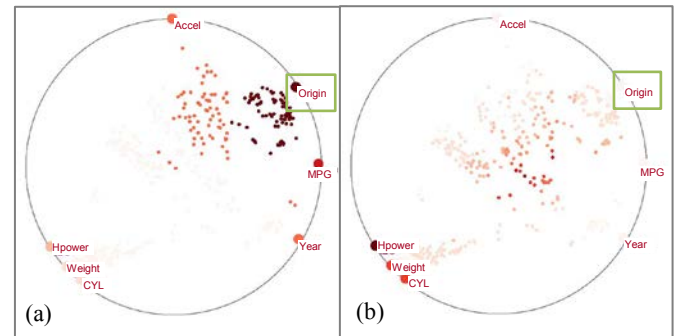 Accel
Origin
MPG
Year
Hpower
Weight
CYL
(a)
Accel
Origin
MPG
Year
Hpower
Weight
CYL
(b)